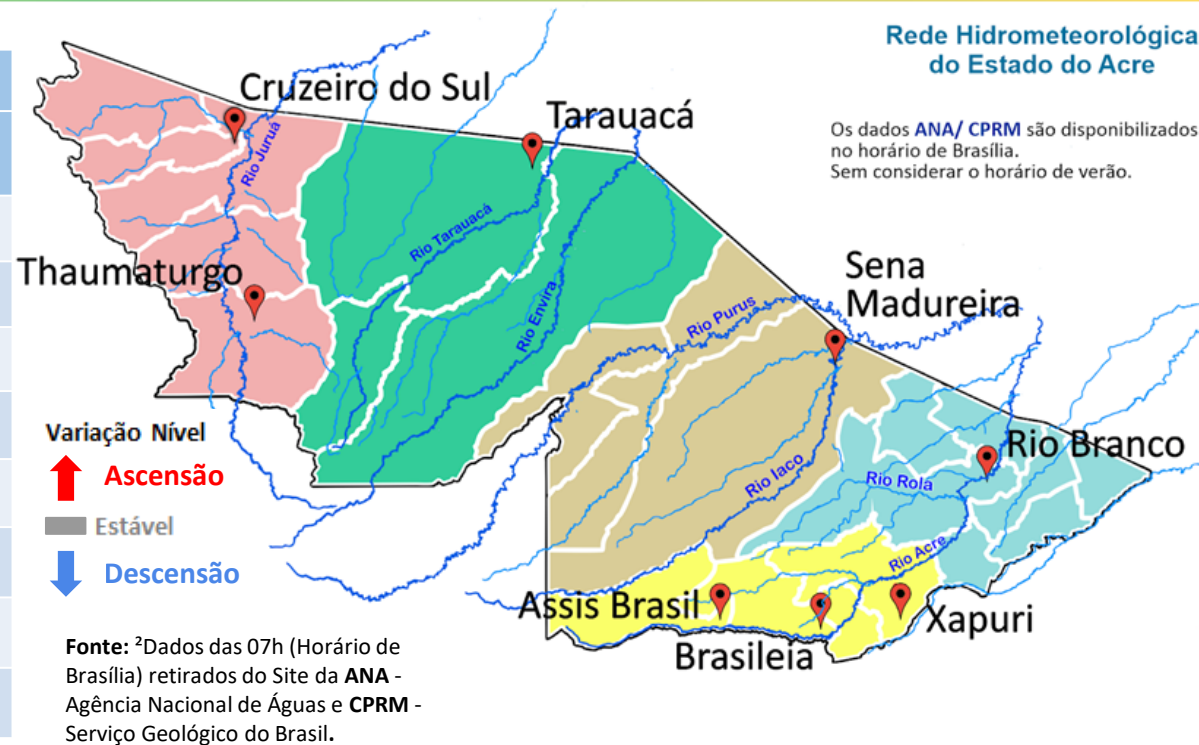 Rede Hidrometeorológica
do Estado do Acre
Os dados ANA/ CPRM são disponibilizados
no horário de Brasília.
Sem considerar o horário de verão.
Cruzeiro do Sul
Tarauacá
Rio Juruá
Rio Tarauacá
Thaumaturgo
Rio Envira
Sena
Madureira
Rio Purus
Variação Nível
Ascensão
Estável
Descensão
Rio Branco
Rio Iaco
Rio Rola
Rio Acre
Assis Brasil
Xapuri
Brasileia
Fonte: ²Dados das 07h (Horário de
Brasília) retirados do Site da ANA -
Agência Nacional de Águas e CPRM -
Serviço Geológico do Brasil.